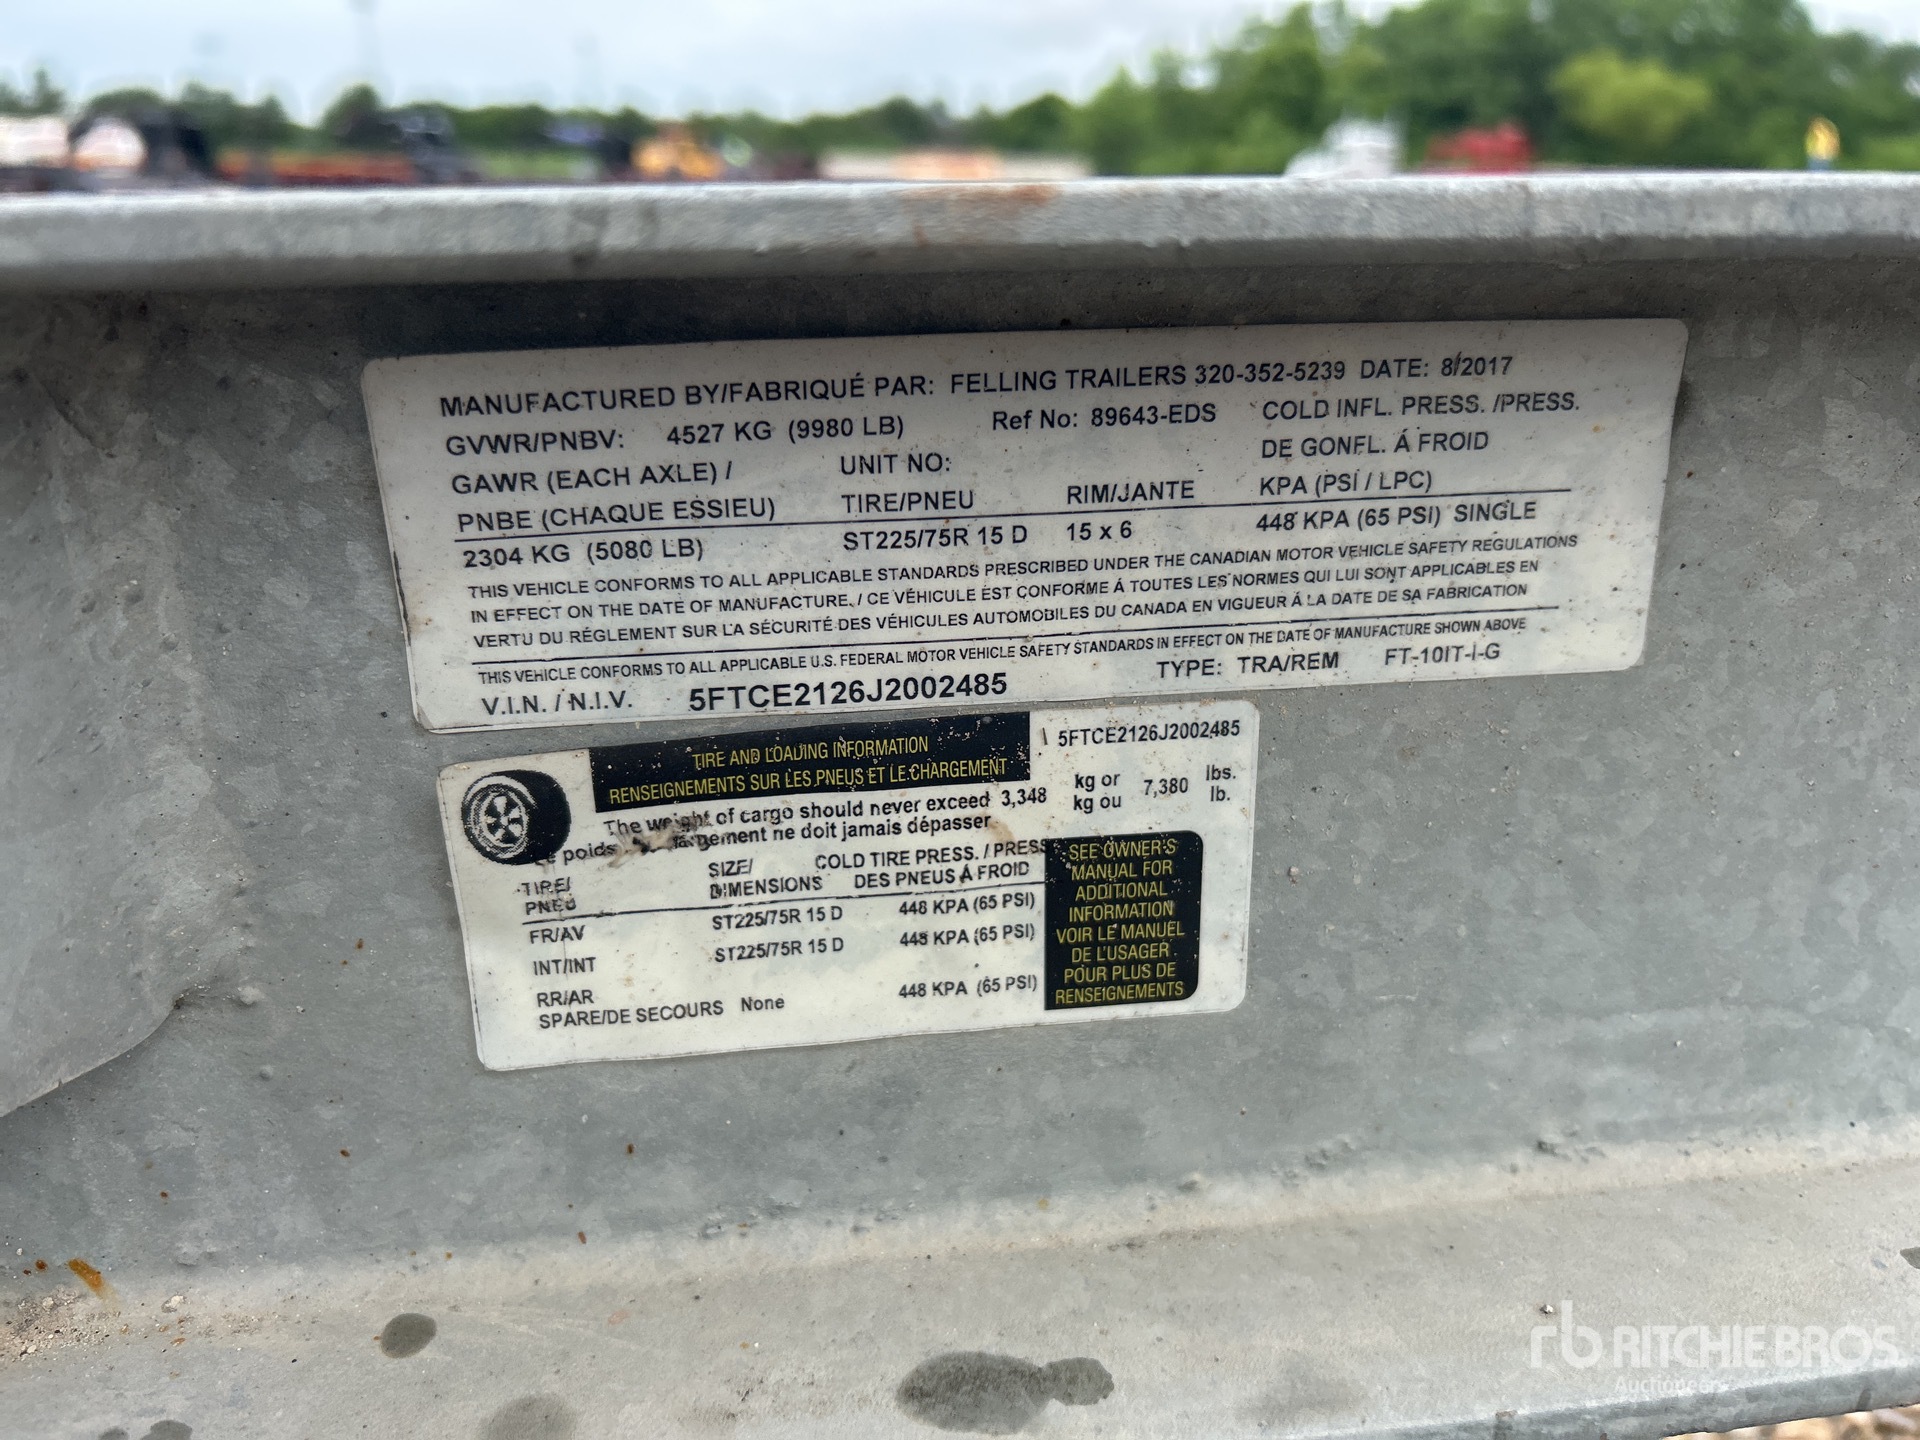 MANUFACTURED BY/FABRIQUÉ PAR: FELLING TRAILERS 320-352-5239 DATE: 8/2017
GVWR/PNBV: 4527 KG (9980 LB) Ref No: 89643-EDS COLD INFL. PRESS. /PRESS.
DE GONFL. Á FROID
GAWR (EACH AXLE) / UNIT NO:
PNBE (CHAQUE ESSIEU) TIRE/PNEU RIM/JANTE KPA (PSI / LPC)
2304 KG (5080 LB) ST225/75R 15 D 15 x 6 448 KPA (65 PSI) SINGLE
THIS VEHICLE CONFORMS TO ALL APPLICABLE STANDARDS PRESCRIBED UNDER THE CANADIAN MOTOR VEHICLE SAFETY REGULATIONS
IN EFFECT ON THE DATE OF MANUFACTURE. / CE VÉHICULE EST CONFORME Á TOUTES LES NORMES QUI LUI SONT APPLICABLES EN
VERTU DU RÉGLEMENT SUR LA SÉCURITÉ DES VÉHICULES AUTOMOBILES DU CANADA EN VIGUEUR Á LA DATE DE SA FABRICATION
THIS VEHICLE CONFORMS TO ALL APPLICABLE U.S. FEDERAL MOTOR VEHICLE SAFETY STANDARDS IN EFFECT ON THE DATE OF MANUFACTURE SHOWN ABOVE
V.I.N. / N.I.V. 5FTCE2126J2002485 TYPE: TRA/REM FT-10IT-I-G
TIRE AND LOADING INFORMATION 5FTCE2126J2002485
RENSEIGNEMENTS SUR LES PNEUS ET LE CHARGEMENT
The weight of cargo should never exceed 3,348 kg or 7,380 lbs.
poids ne doit jamais dépasser kg ou lb.
TIRE/ SIZE/ COLD TIRE PRESS. / PRESS
PNEU DIMENSIONS DES PNEUS Á FROID
FR/AV ST225/75R 15 D 448 KPA (65 PSI)
INT/INT ST225/75R 15 D 448 KPA (65 PSI)
RR/AR
SPARE/DE SECOURS None 448 KPA (65 PSI)
SEE OWNER'S
MANUAL FOR
ADDITIONAL
INFORMATION
VOIR LE MANUEL
DE L'USAGER
POUR PLUS DE
RENSEIGNEMENTS
rb RITCHIE BROS.
Auctioneers